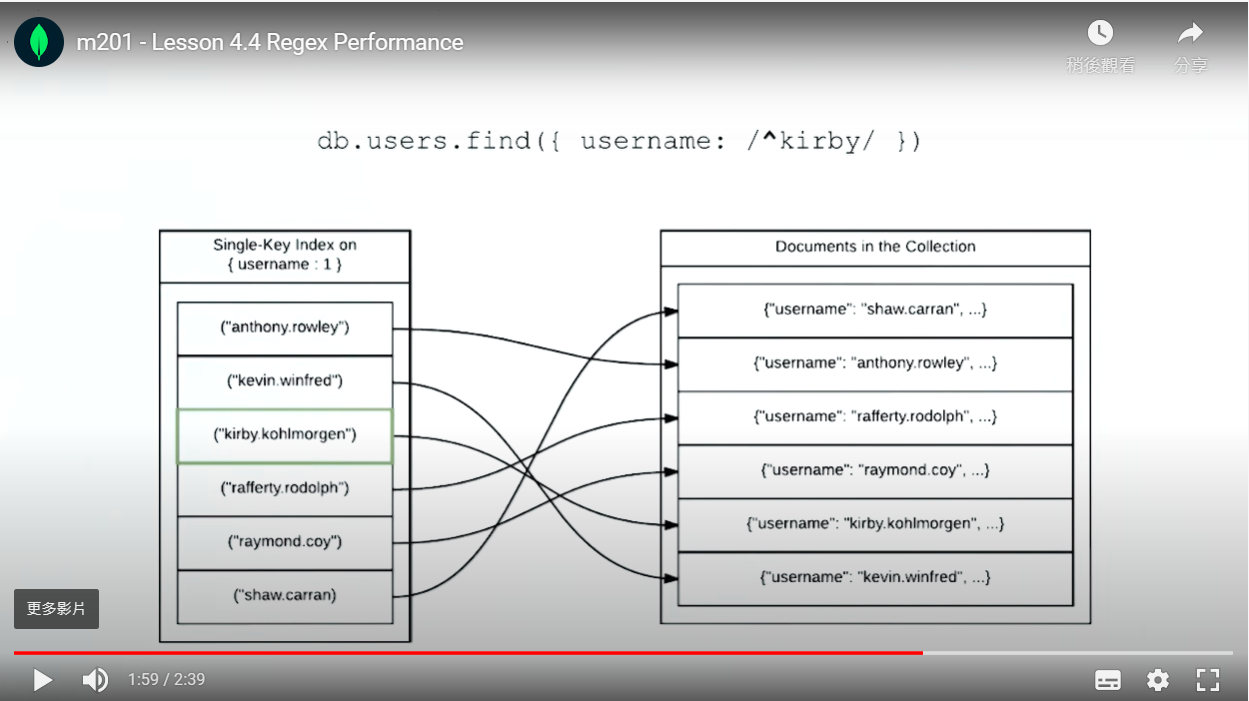 m201 - Lesson 4.4 Regex Performance
稍後觀看
分享
db.users.find({ username: /^kirby/ })
Single-Key Index on
{ username : 1 }
("anthony.rowley")
("kevin.winfred")
("kirby.kohlmorgen")
("rafferty.rodolph")
("raymond.coy")
("shaw.carran)
Documents in the Collection
{"username": "shaw.carran", ...}
{"username": "anthony.rowley", ...}
{"username": "rafferty.rodolph", ...}
{"username": "raymond.coy", ...}
{"username": "kirby.kohlmorgen", ...}
{"username": "kevin.winfred", ...}
更多影片
1:59 / 2:39